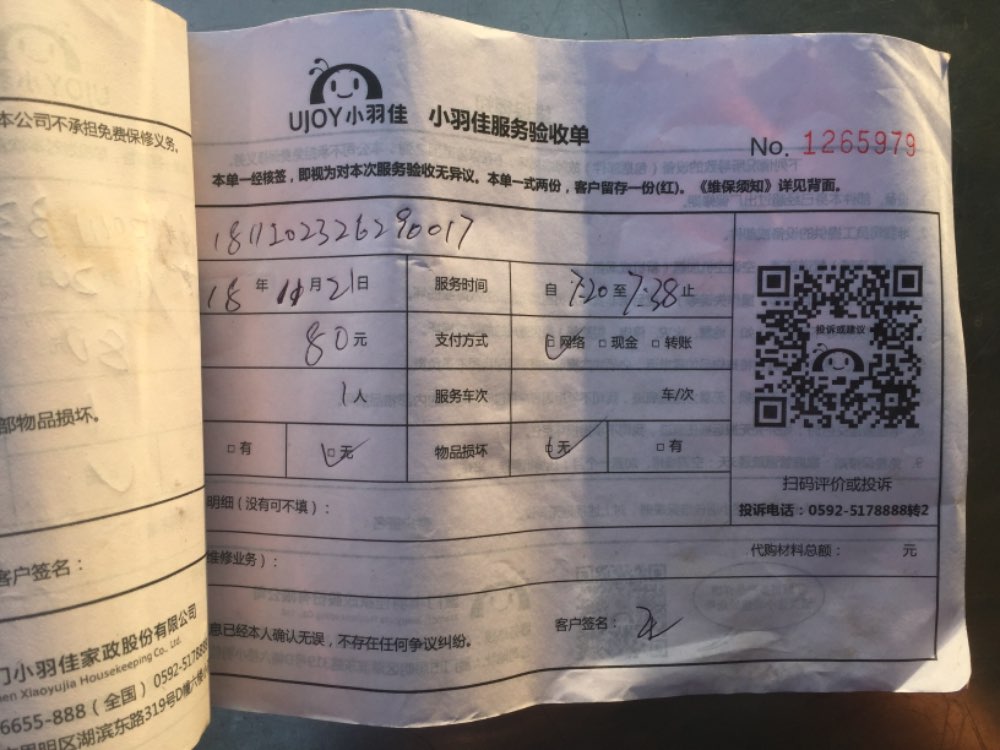 本公司不承担免费保修义务。
部物品损坏。
客户签名：
门小羽佳家政股份有限公司
en Xiaoyujia Housekeeping Co., Ltd.
6655-888（全国）0592-5178888
思明区湖滨东路319号D幢六楼
UJOY小羽佳 小羽佳服务验收单
No. 1265979
本单一经核签，即视为对本次服务验收无异议。本单一式两份，客户留存一份(红)。《维保须知》详见背面。
18年11月21日 服务时间 自 7:20 至 7:38 止
80元 支付方式 □网络 □现金 □转账
1人 服务车次 车/次
□有 □无 物品损坏 □无 □有
投诉或建议
扫码评价或投诉
投诉电话：0592-5178888转2
明细（没有可不填）：
维修业务）：
代购材料总额： 元
息已经本人确认无误，不存在任何争议纠纷。
客户签名：